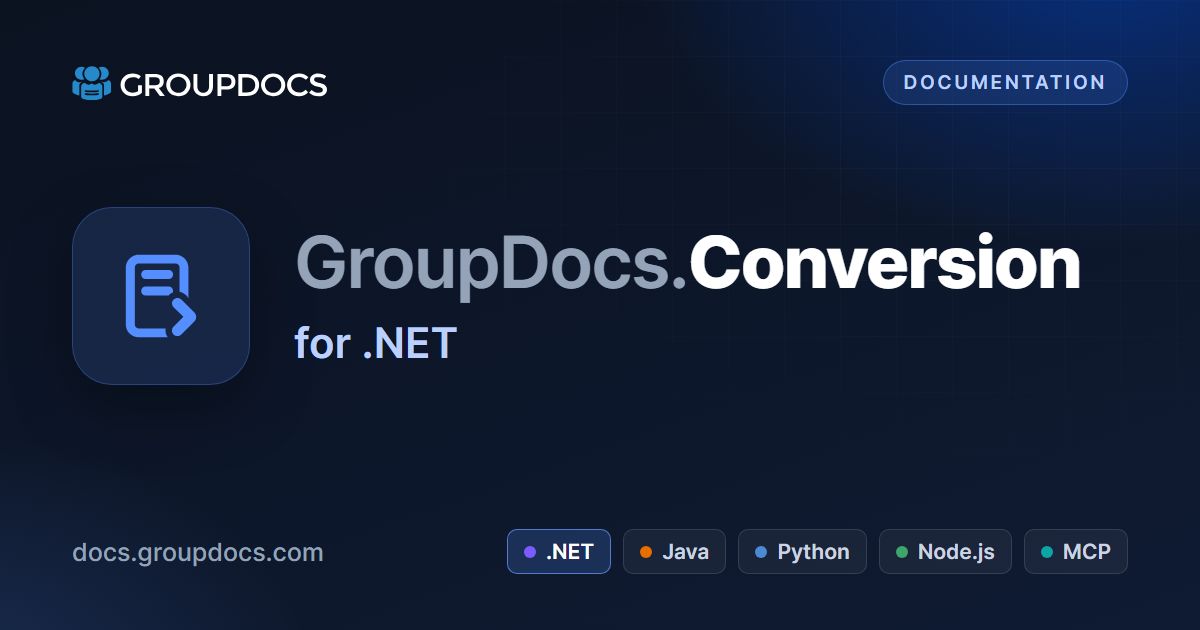 GROUPDOCS
DOCUMENTATION
GroupDocs.Conversion
for .NET
docs.groupdocs.com
.NET
Java
Python
Node.js
MCP